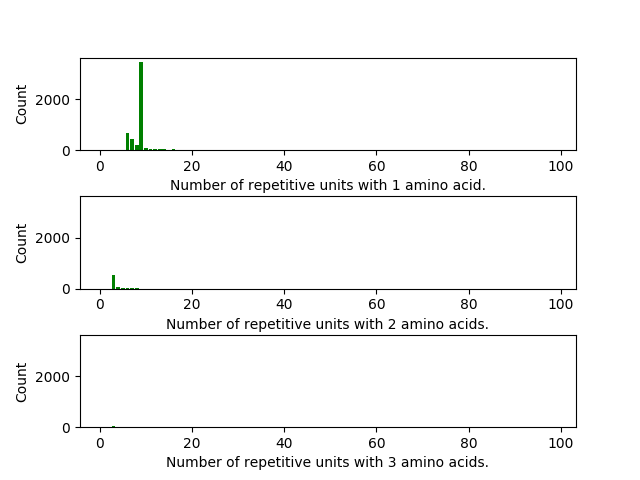 Count
2000
0
0 20 40 60 80 100
Number of repetitive units with 1 amino acid.
Count
2000
0
0 20 40 60 80 100
Number of repetitive units with 2 amino acids.
Count
2000
0
0 20 40 60 80 100
Number of repetitive units with 3 amino acids.